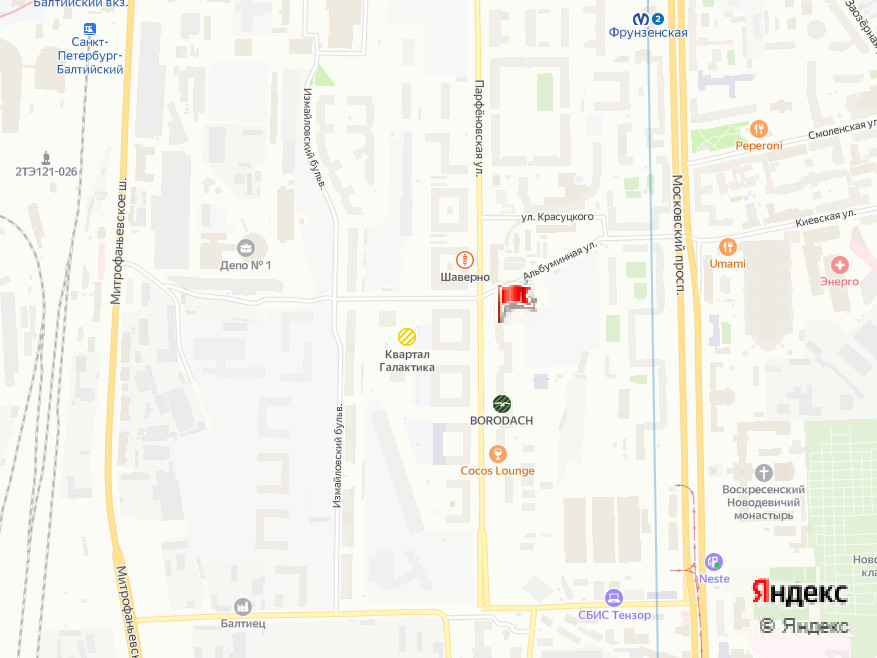 Балтийский вкз.
Санкт-
Петербург-
Балтийский
2
Фрунзенская
Заозёрная
Измайловский бульв.
Парфёновская ул.
Peperoni
Смоленская ул.
2ТЭ121-026
Митрофаньевское ш.
Московский просп.
ул. Красуцкого
Киевская ул.
Депо № 1
Шаверно
Альбуминная ул.
Umami
Энерго
Квартал
Галактика
BORODACH
Измайловский бульв.
Cocos Lounge
Воскресенский
Новодевичий
монастырь
Ново
кла
Neste
Митрофаньевск
Балтиец
СБИС Тензор
Яндекс
© Яндекс